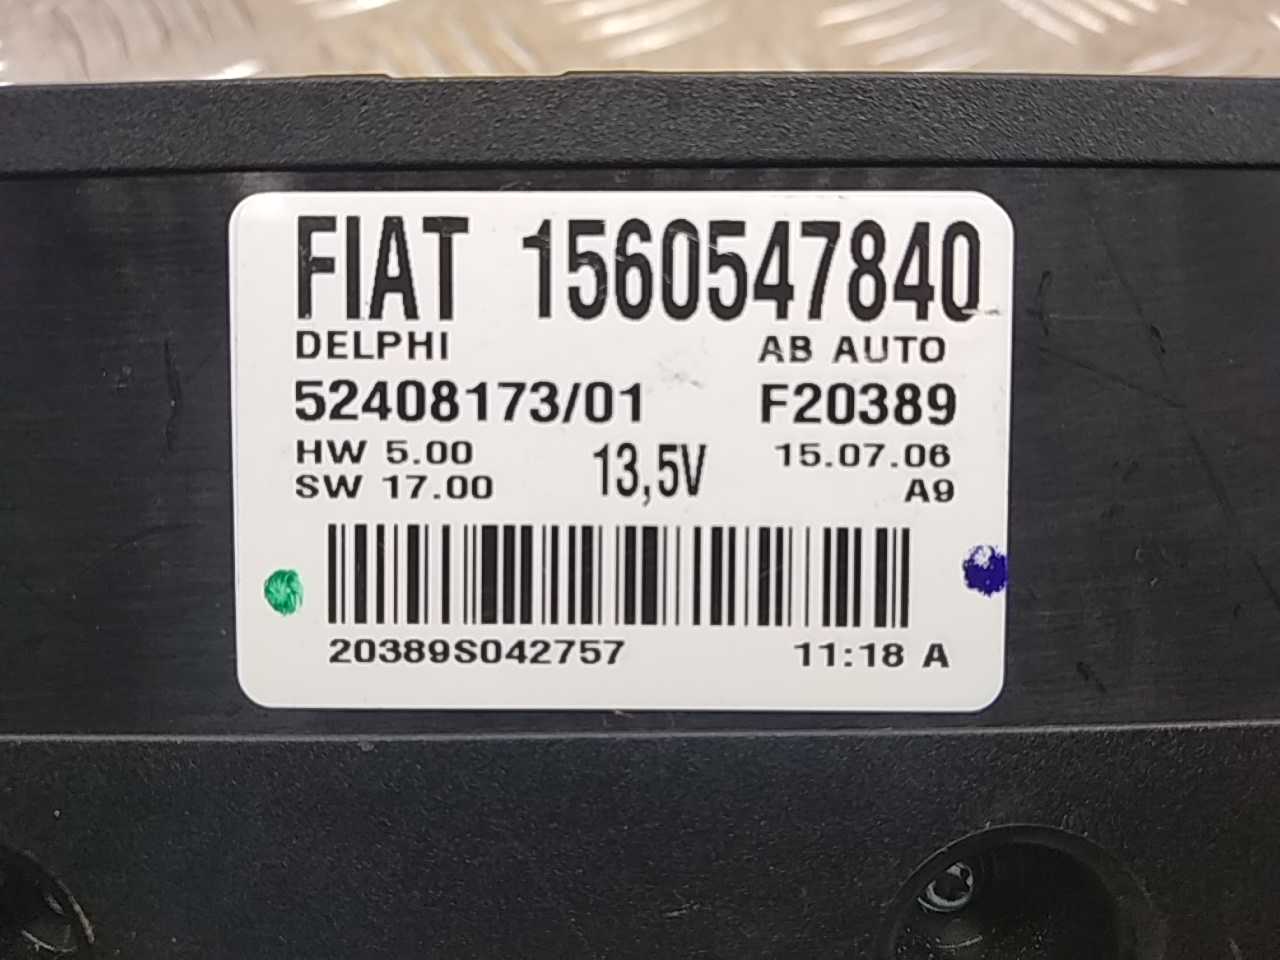 FIAT 1560547840
DELPHI AB AUTO
52408173/01 F20389
HW 5.00 13,5V 15.07.06
SW 17.00 A9
20389S042757 11:18 A